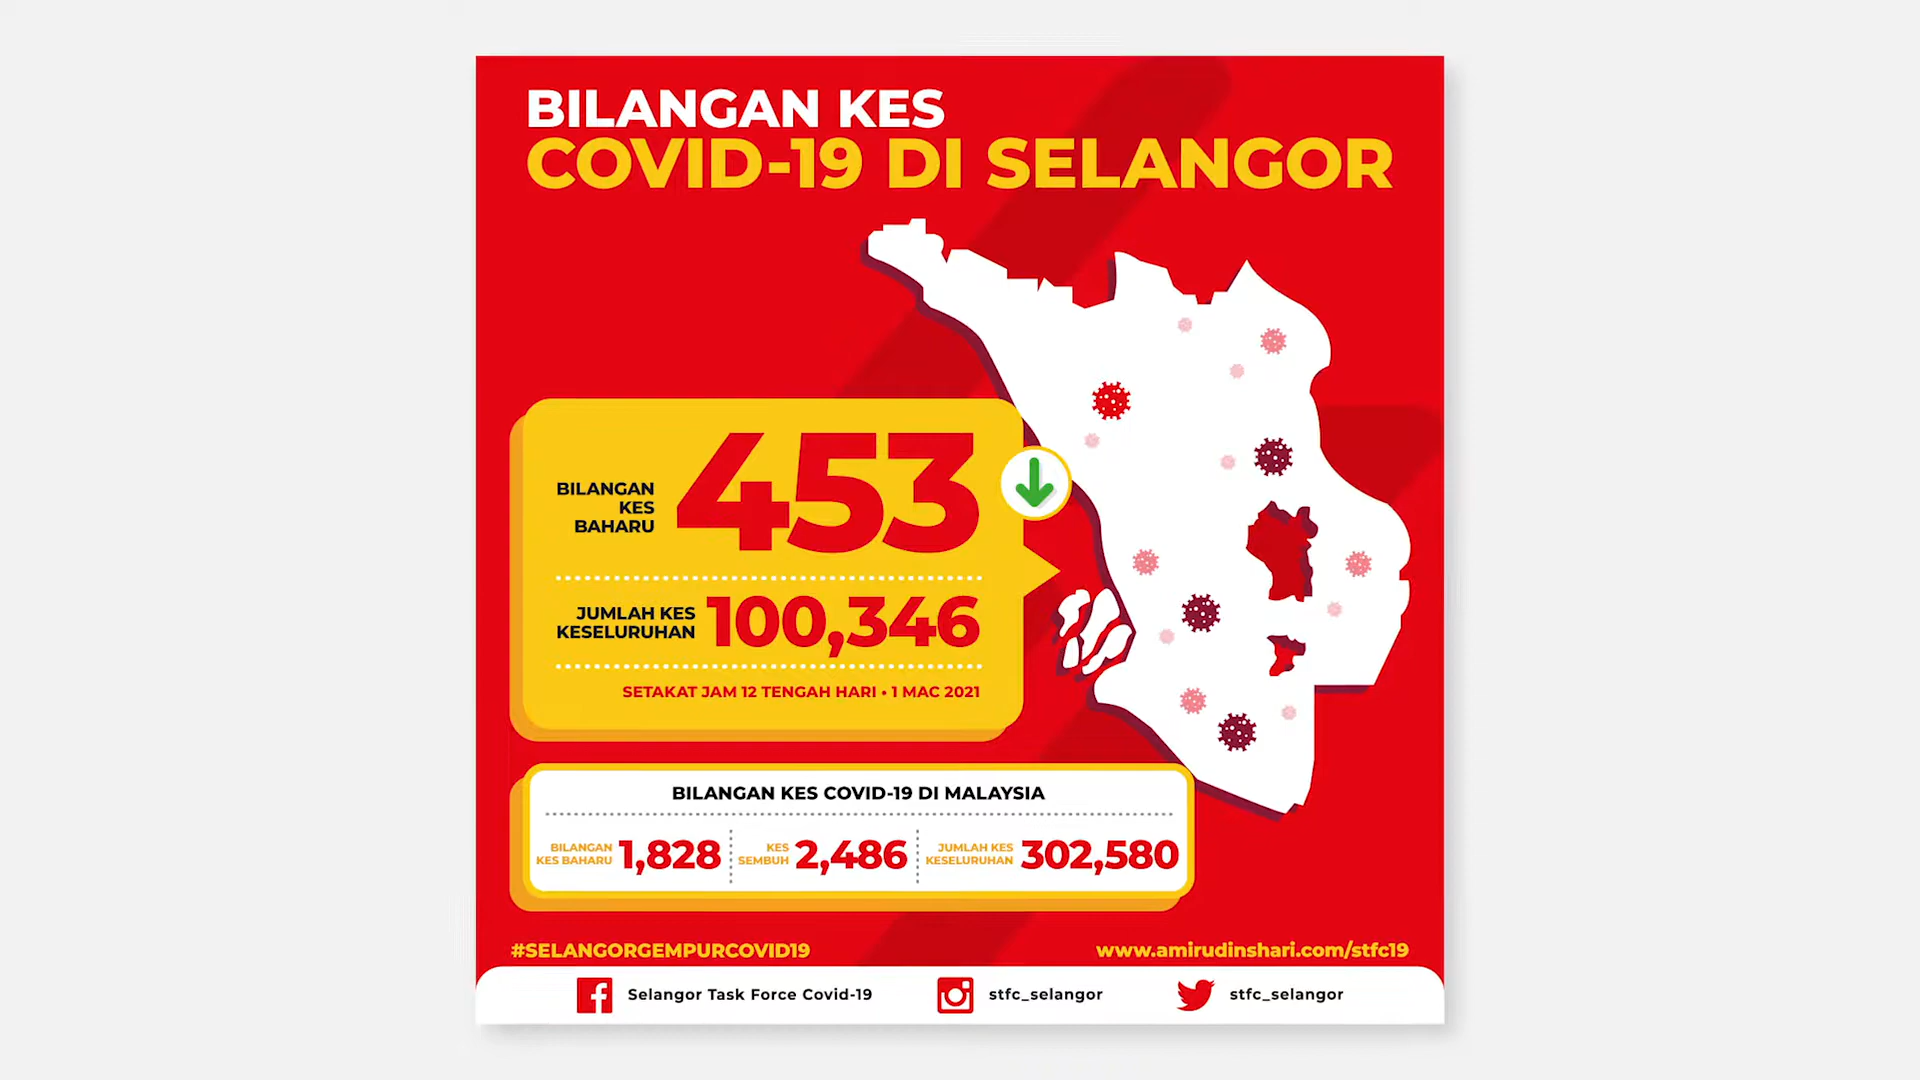 BILANGAN KES
COVID-19 DI SELANGOR
BILANGAN
KES
BAHARU
453
JUMLAH KES
KESELURUHAN
100,346
SETAKAT JAM 12 TENGAH HARI • 1 MAC 2021
BILANGAN KES COVID-19 DI MALAYSIA
BILANGAN
KES BAHARU
1,828
KES
SEMBUH
2,486
JUMLAH KES
KESELURUHAN
302,580
#SELANGORGEMPURCOVID19
www.amirudinshari.com/stfc19
Selangor Task Force Covid-19
stfc_selangor
stfc_selangor